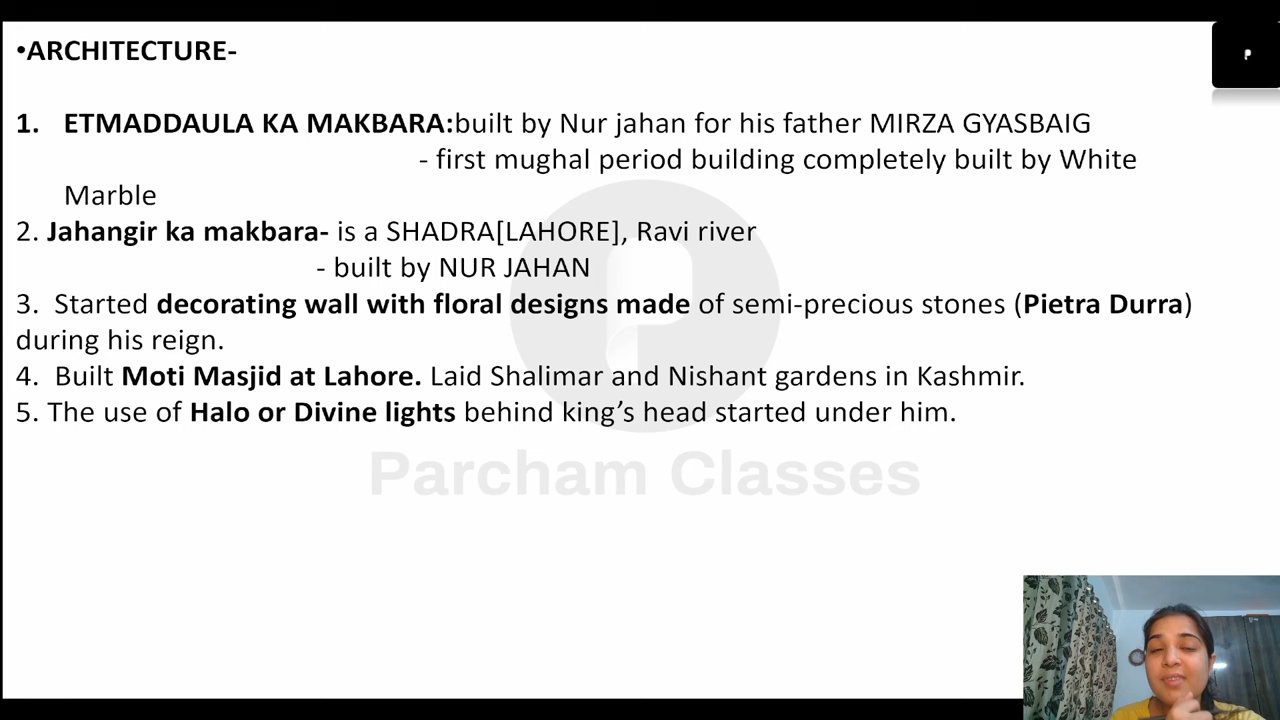 •ARCHITECTURE-
1. ETMADDAULA KA MAKBARA:built by Nur jahan for his father MIRZA GYASBAIG
- first mughal period building completely built by White
Marble
2. Jahangir ka makbara- is a SHADRA[LAHORE], Ravi river
- built by NUR JAHAN
3. Started decorating wall with floral designs made of semi-precious stones (Pietra Durra)
during his reign.
4. Built Moti Masjid at Lahore. Laid Shalimar and Nishant gardens in Kashmir.
5. The use of Halo or Divine lights behind king’s head started under him.
Parcham Classes